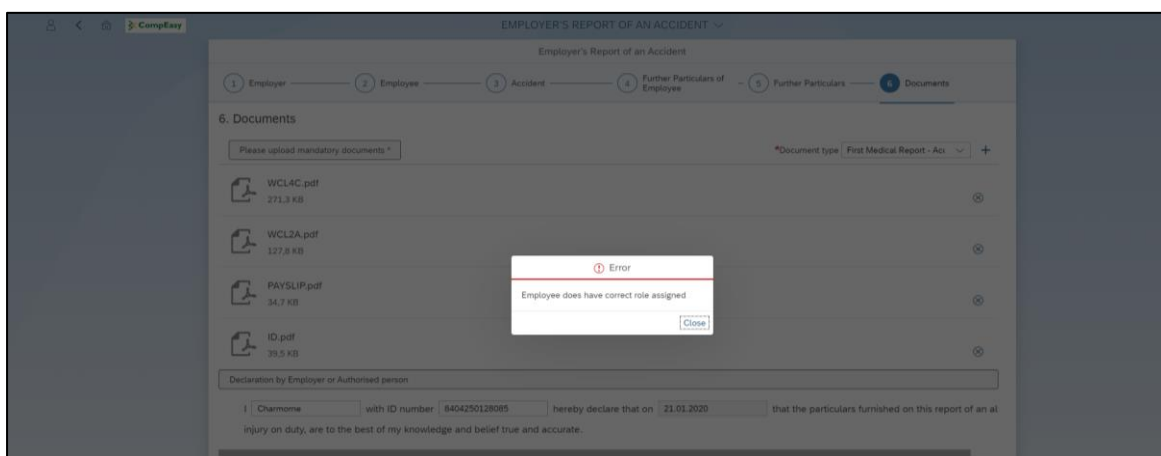 CompEasy
EMPLOYER'S REPORT OF AN ACCIDENT
Employer's Report of an Accident
1 Employer 2 Employee 3 Accident 4 Further Particulars of Employee 5 Further Particulars 6 Documents
6. Documents
Please upload mandatory documents *
*Document type First Medical Report - Acc +
WCL4C.pdf
271,3 KB
WCL2A.pdf
127,8 KB
Error
PAYSLIP.pdf
34,7 KB
Employee does have correct role assigned
Close
ID.pdf
39,5 KB
Declaration by Employer or Authorised person
I Charmome with ID number 8404250128085 hereby declare that on 21.01.2020 that the particulars furnished on this report of an al
injury on duty, are to the best of my knowledge and belief true and accurate.